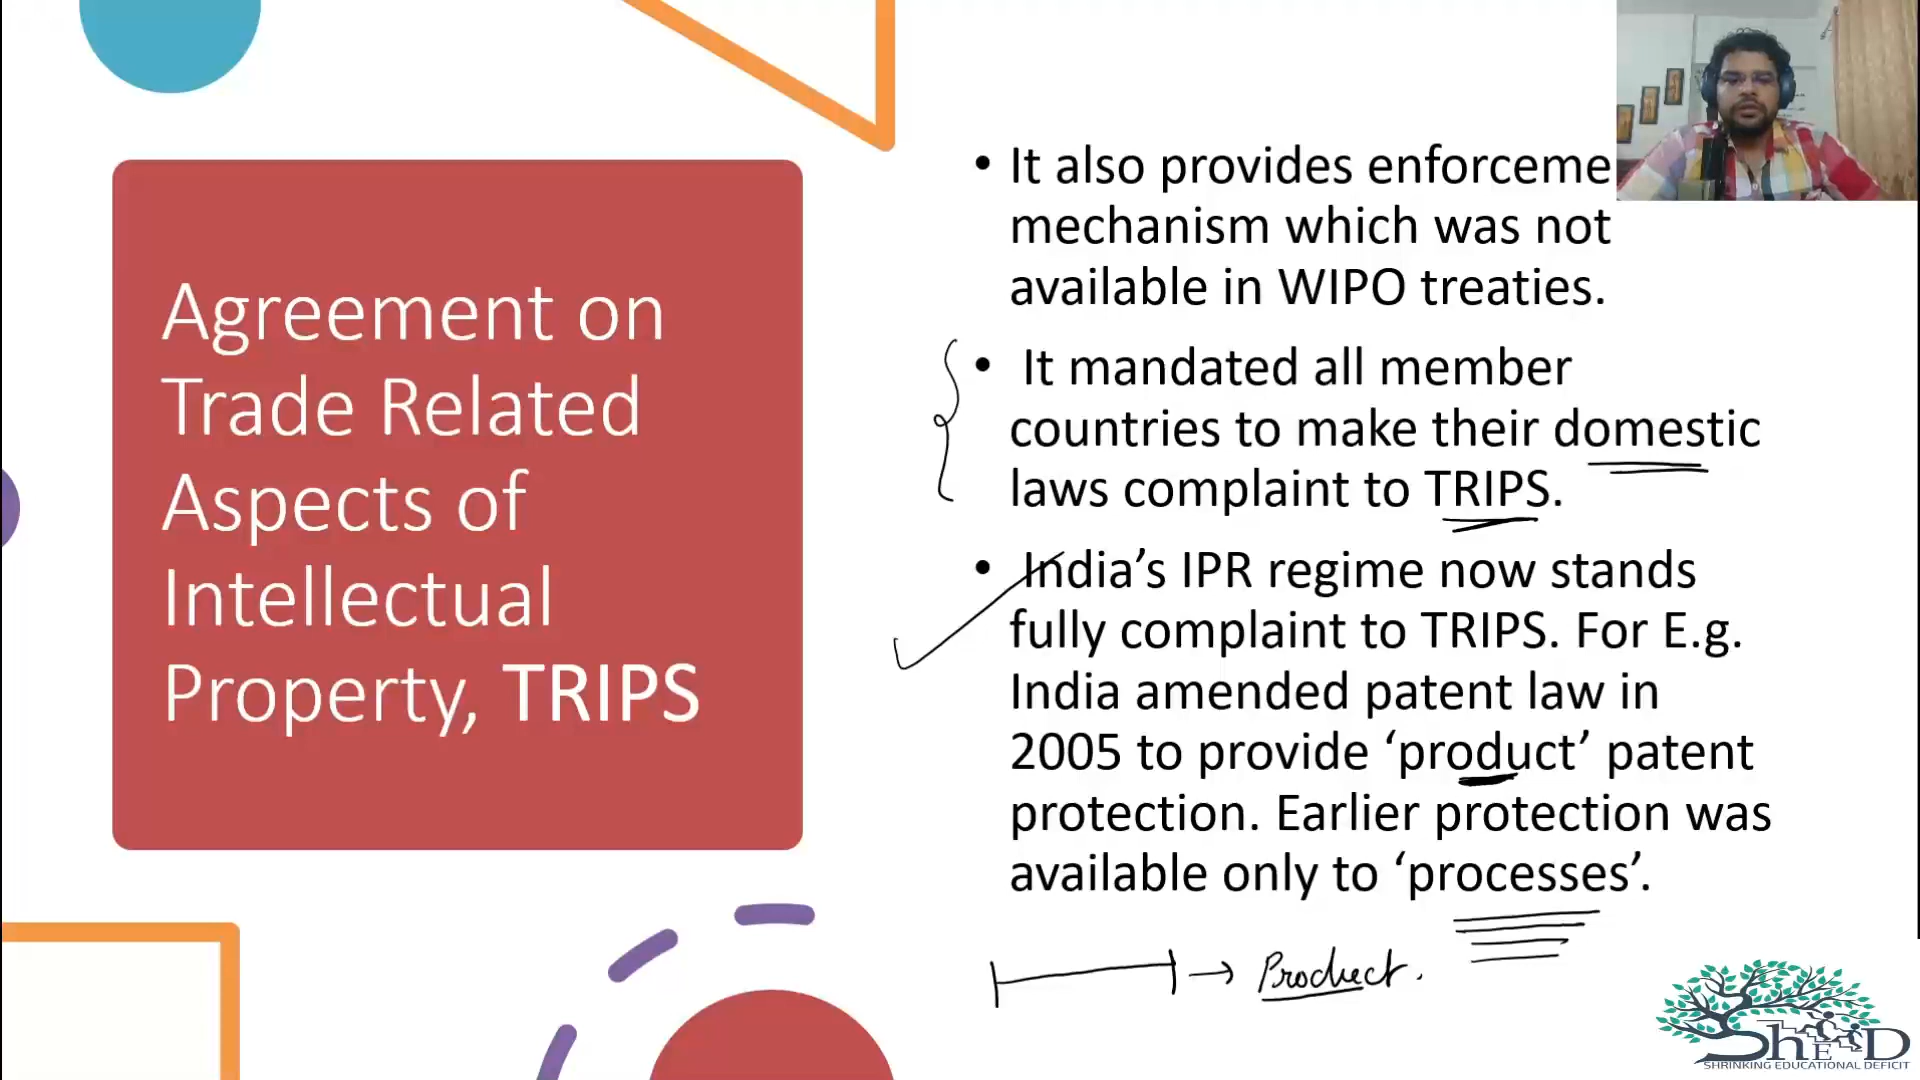 Agreement on
Trade Related
Aspects of
Intellectual
Property, TRIPS
• It also provides enforceme
mechanism which was not
available in WIPO treaties.
• It mandated all member
countries to make their domestic
laws complaint to TRIPS.
• India’s IPR regime now stands
fully complaint to TRIPS. For E.g.
India amended patent law in
2005 to provide ‘product’ patent
protection. Earlier protection was
available only to ‘processes’.
→ Product.
ShEED
SHRINKING EDUCATIONAL DEFICIT